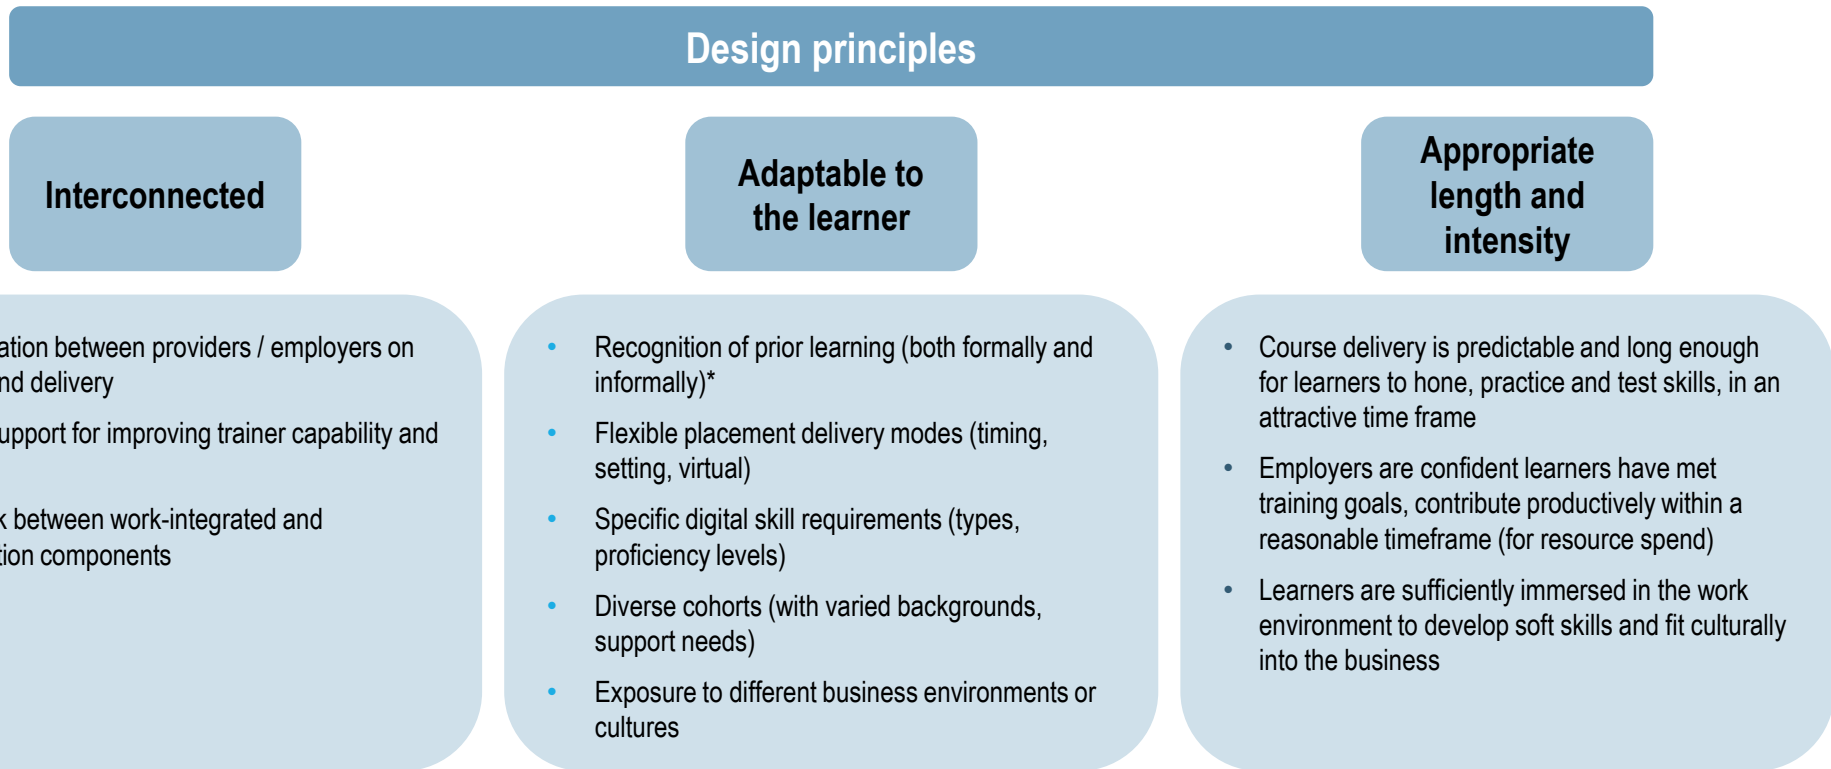 Design principles
Interconnected
Adaptable to
the learner
Appropriate
length and
intensity
between providers / employers on
delivery
for improving trainer capability and
between work-integrated and
components
• Recognition of prior learning (both formally and
informally)*
• Flexible placement delivery modes (timing,
setting, virtual)
• Specific digital skill requirements (types,
proficiency levels)
• Diverse cohorts (with varied backgrounds,
support needs)
• Exposure to different business environments or
cultures
• Course delivery is predictable and long enough
for learners to hone, practice and test skills, in an
attractive time frame
• Employers are confident learners have met
training goals, contribute productively within a
reasonable timeframe (for resource spend)
• Learners are sufficiently immersed in the work
environment to develop soft skills and fit culturally
into the business